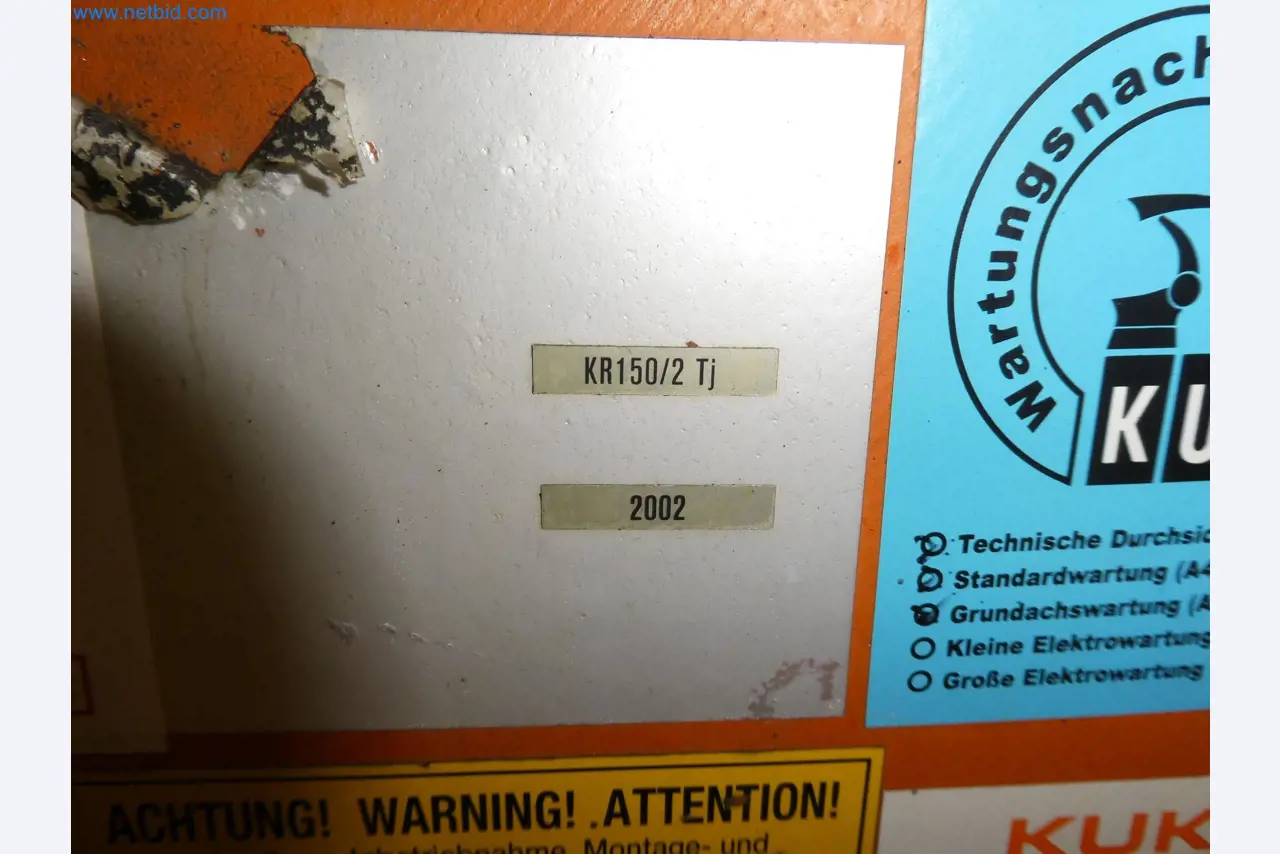 www.netbid.com
Wartungsnach
KR150/2 Tj
2002
KU
Technische Durchsic
Standardwartung (A4
Grundachswartung (A
Kleine Elektrowartung
Große Elektrowartung
ACHTUNG! WARNING! ATTENTION!
Montage- und
KUK